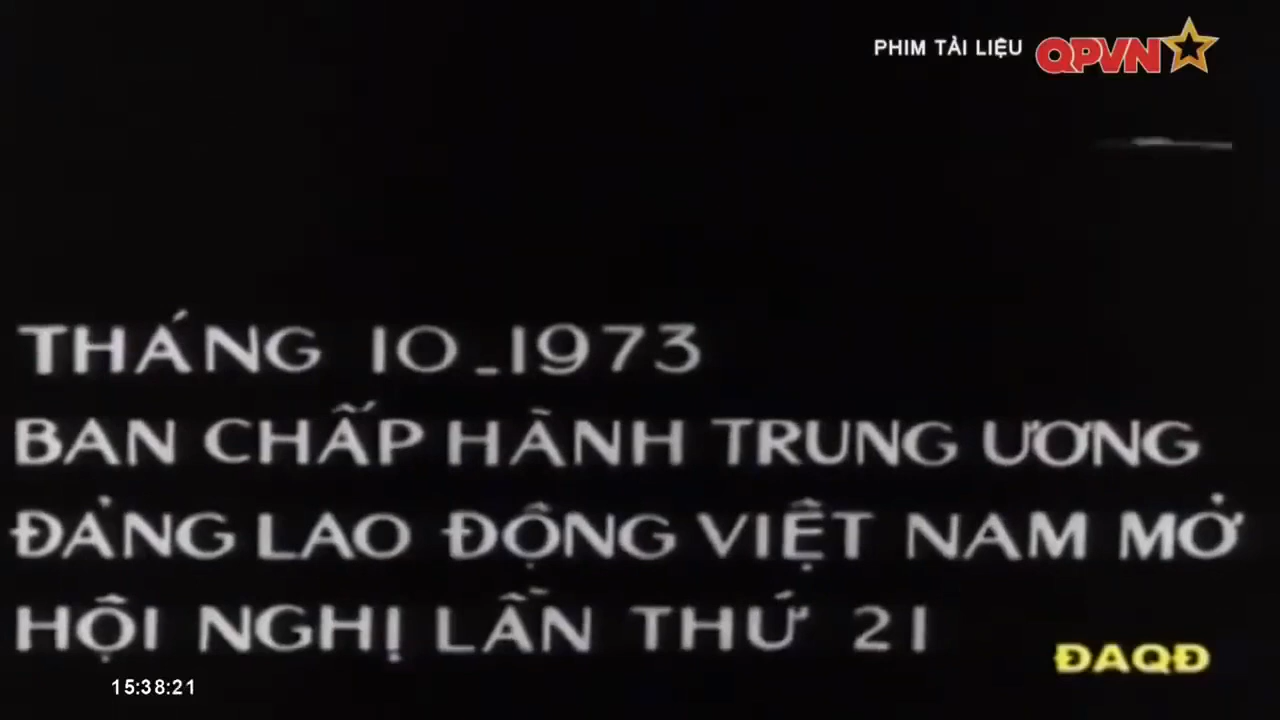 PHIM TÀI LIỆU QPVN
THÁNG 10_1973
BAN CHẤP HÀNH TRUNG ƯƠNG
ĐẢNG LAO ĐỘNG VIỆT NAM MỞ
HỘI NGHỊ LẦN THỨ 21
ĐAQĐ
15:38:21